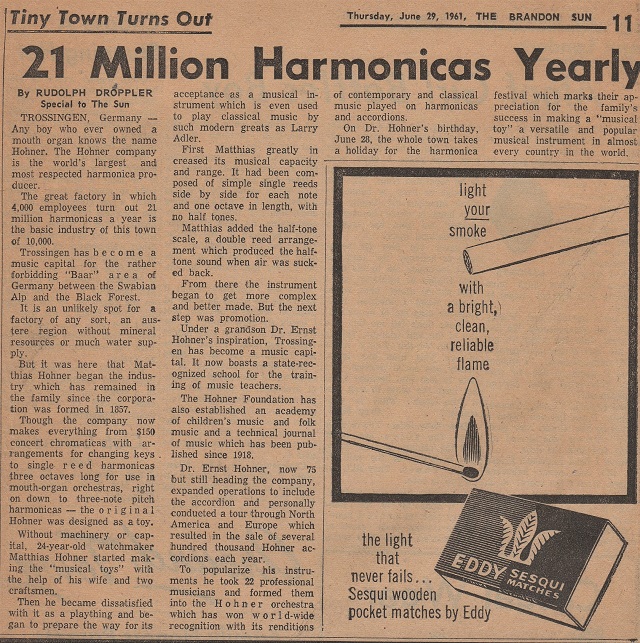 Tiny Town Turns Out
Thursday, June 29, 1961, THE BRANDON SUN
11
21 Million Harmonicas Yearly
By RUDOLPH DROPPLER
Special to The Sun
TROSSINGEN, Germany —
Any boy who ever owned a
mouth organ knows the name
Hohner. The Hohner company
is the world's largest and
most respected harmonica pro-
ducer.
The great factory in which
4,000 employees turn out 21
million harmonicas a year is
the basic industry of this town
of 10,000.
Trossingen has become a
music capital for the rather
forbidding "Baar" area of
Germany between the Swabian
Alp and the Black Forest.
It is an unlikely spot for a
factory of any sort, an aus-
tere region without mineral
resources or much water sup-
ply.
But it was here that Mat-
thias Hohner began the indus-
try which has remained in
the family since the corpora-
tion was formed in 1857.
Though the company now
makes everything from $150
concert chromaticas with ar-
rangements for changing keys
to single reed harmonicas
three octaves long for use in
mouth-organ orchestras, right
on down to three-note pitch
harmonicas — the original
Hohner was designed as a toy.
Without machinery or cap-
ital, 24-year-old watchmaker
Matthias Hohner started mak-
ing the "musical toys" with
the help of his wife and two
craftsmen.
Then he became dissatisfied
with it as a plaything and be-
gan to prepare the way for its
acceptance as a musical in-
strument which is even used
to play classical music by
such modern greats as Larry
Adler.
First Matthias greatly in
creased its musical capacity
and range. It had been com-
posed of simple single reeds
side by side for each note
and one octave in length, with
no half tones.
Matthias added the half-tone
scale, a double reed arrange-
ment which produced the half-
tone sound when air was suck-
ed back.
From there the instrument
began to get more complex
and better made. But the next
step was promotion.
Under a grandson Dr. Ernst
Hohner's inspiration, Trossing-
en has become a music capi-
tal. It now boasts a state-rec-
ognized school for the train-
ing of music teachers.
The Hohner Foundation has
also established an academy
of children's music and folk
music and a technical journal
of music which has been pub-
lished since 1918.
Dr. Ernst Hohner, now 75
but still heading the company,
expanded operations to include
the accordion and personally
conducted a tour through North
America and Europe which
resulted in the sale of several
hundred thousand Hohner ac-
cordions each year.
To popularize his instru-
ments he took 22 professional
musicians and formed them
into the Hohner orchestra
which has won world-wide
recognition with its renditions
of contemporary and classical
music played on harmonicas
and accordions.
On Dr. Hohner's birthday,
June 28, the whole town takes
a holiday for the harmonica
festival which marks their ap-
preciation for the family's
success in making a "musical
toy" a versatile and popular
musical instrument in almost
every country in the world.
light
your
smoke
with
a bright,
clean,
reliable
flame
the light
that
never fails...
Sesqui wooden
pocket matches by Eddy
EDDY SESQUI
MATCHES